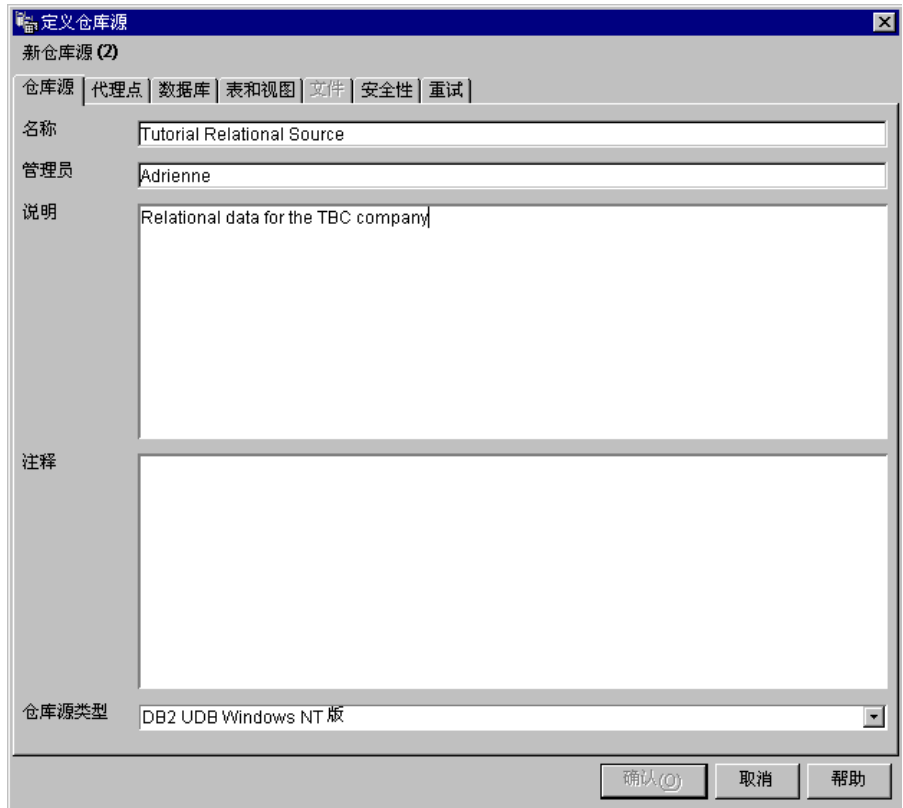 定义仓库源
新仓库源 (2)
仓库源 代理点 数据库 表和视图 文件 安全性 重试
名称 Tutorial Relational Source
管理员 Adrienne
说明 Relational data for the TBC company
注释
仓库源类型 DB2 UDB Windows NT 版
确认(O) 取消 帮助